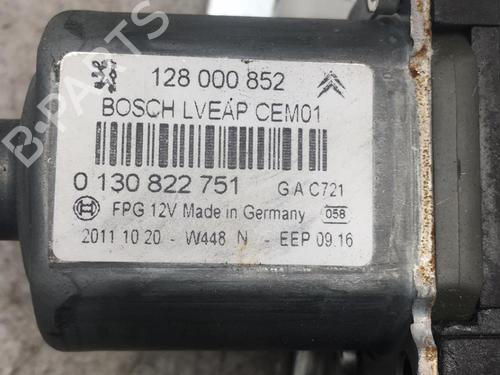 128 000 852
BOSCH LVEAP CEM01
0 130 822 751 G A C721
FPG 12V Made in Germany 058
2011 10 20 - W448 N - EEP 09.16